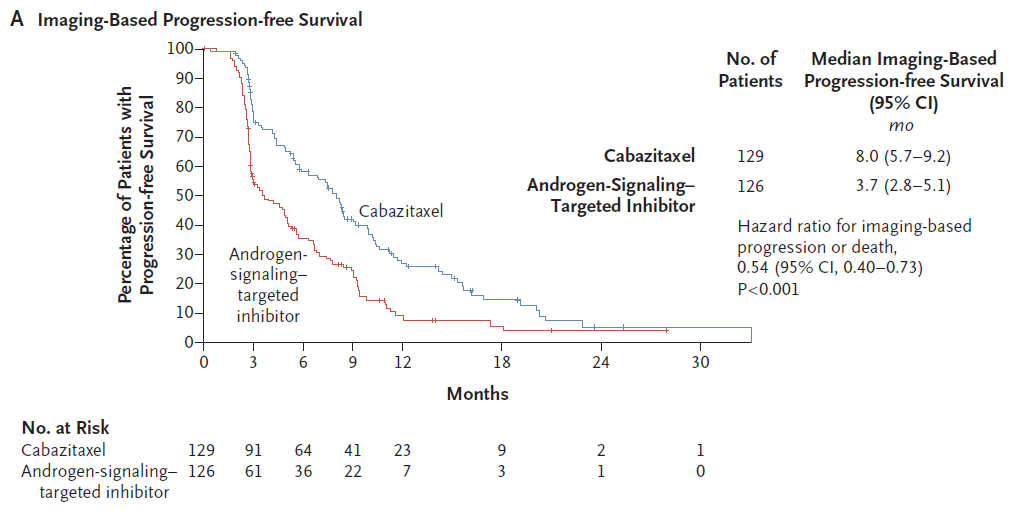 A Imaging-Based Progression-free Survival
Percentage of Patients with
Progression-free Survival
100
90
80
70
60
50
40
30
20
10
0
Cabazitaxel
Androgen-
signaling–
targeted
inhibitor
0 3 6 9 12 18 24 30
Months
No. of
Patients
Median Imaging-Based
Progression-free Survival
(95% CI)
mo
Cabazitaxel 129 8.0 (5.7–9.2)
Androgen-Signaling– 126 3.7 (2.8–5.1)
Targeted Inhibitor
Hazard ratio for imaging-based
progression or death,
0.54 (95% CI, 0.40–0.73)
P<0.001
No. at Risk
Cabazitaxel 129 91 64 41 23 9 2 1
Androgen-signaling– 126 61 36 22 7 3 1 0
targeted inhibitor